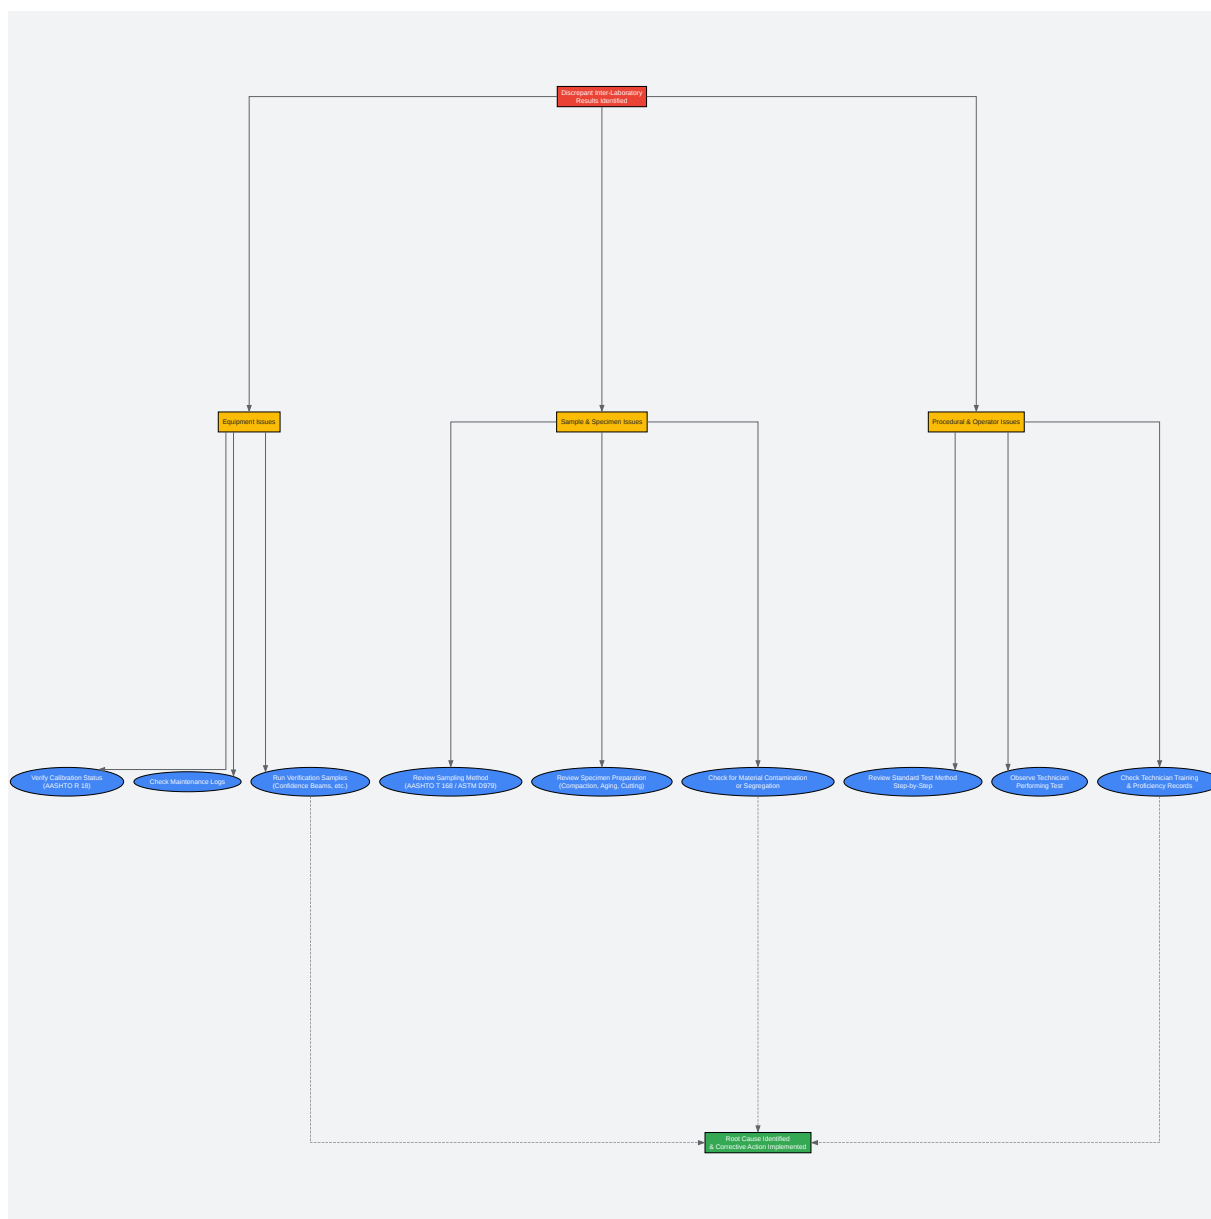 Discrepant Inter-Laboratory
Results Identified
Equipment Issues
Sample & Specimen Issues
Procedural & Operator Issues
Verify Calibration Status
(AASHTO R 18)
Check Maintenance Logs
Run Verification Samples
(Confidence Beams, etc.)
Review Sampling Method
(AASHTO T 168 / ASTM D979)
Review Specimen Preparation
(Compaction, Aging, Cutting)
Check for Material Contamination
or Segregation
Review Standard Test Method
Step-by-Step
Observe Technician
Performing Test
Check Technician Training
& Proficiency Records
Root Cause Identified
& Corrective Action Implemented